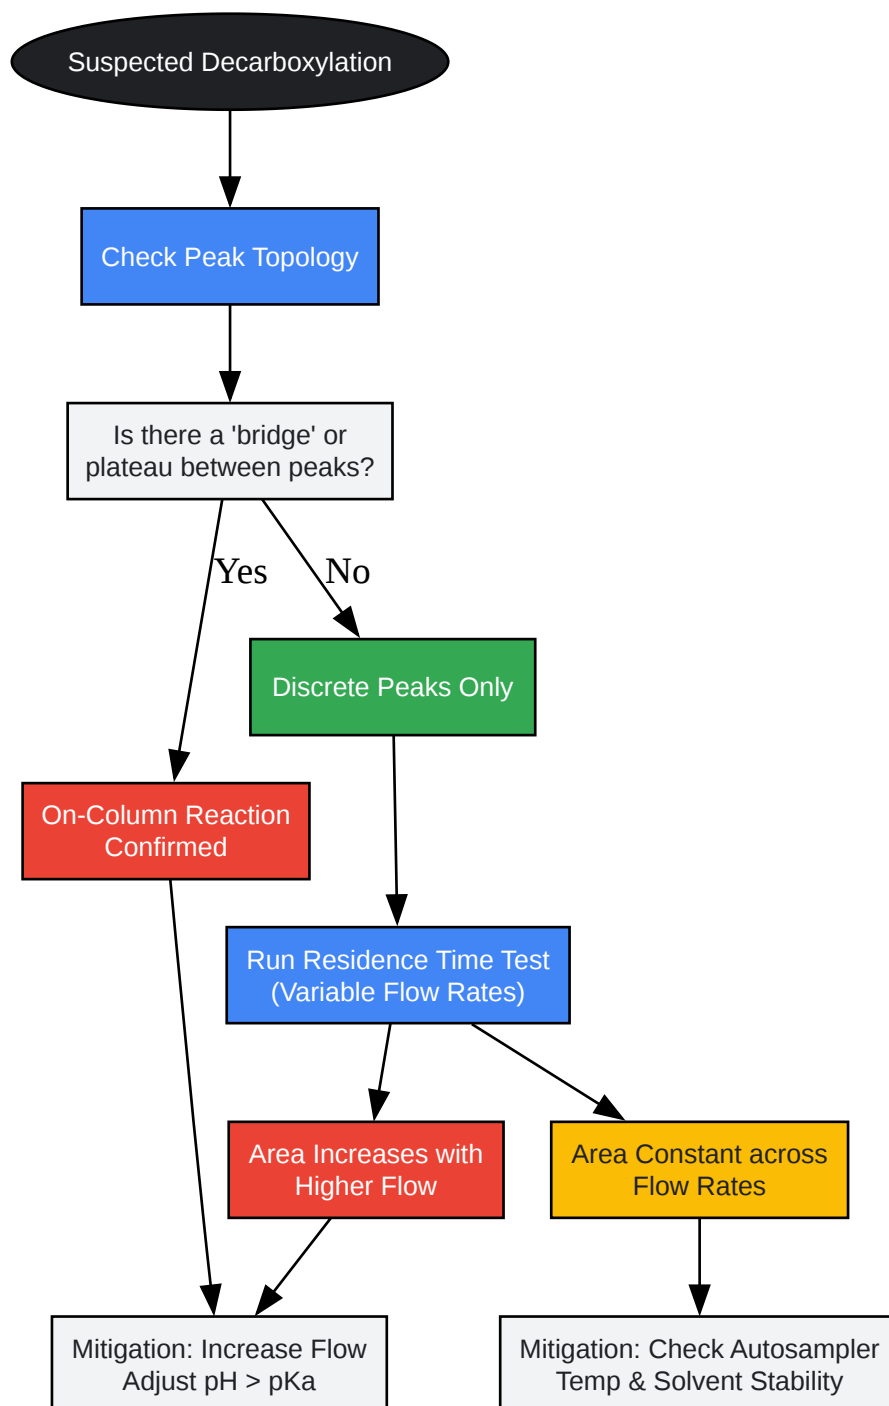 Suspected Decarboxylation
Check Peak Topology
Is there a 'bridge' or
plateau between peaks?
Yes
No
Discrete Peaks Only
On-Column Reaction
Confirmed
Run Residence Time Test
(Variable Flow Rates)
Area Increases with
Higher Flow
Area Constant across
Flow Rates
Mitigation: Increase Flow
Adjust pH > pKa
Mitigation: Check Autosampler
Temp & Solvent Stability